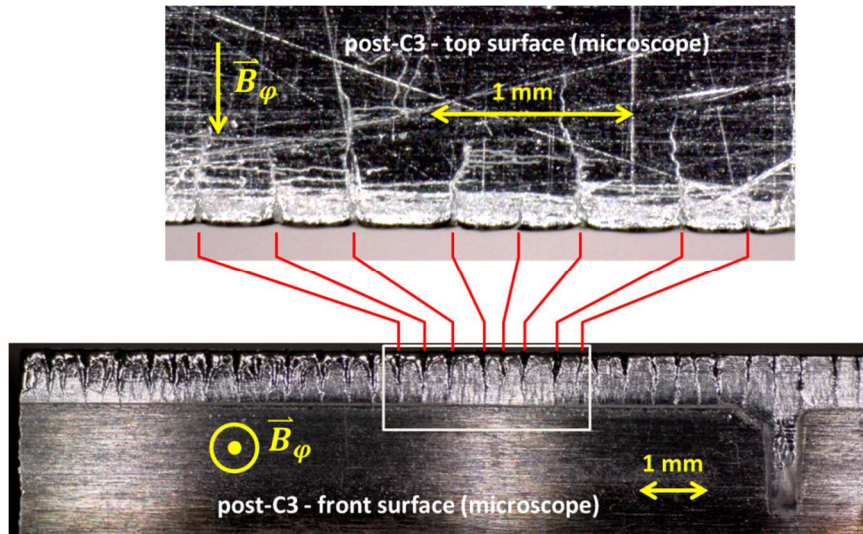 post-C3 - top surface (microscope)
B⃗φ
1 mm
B⃗φ
1 mm
post-C3 - front surface (microscope)